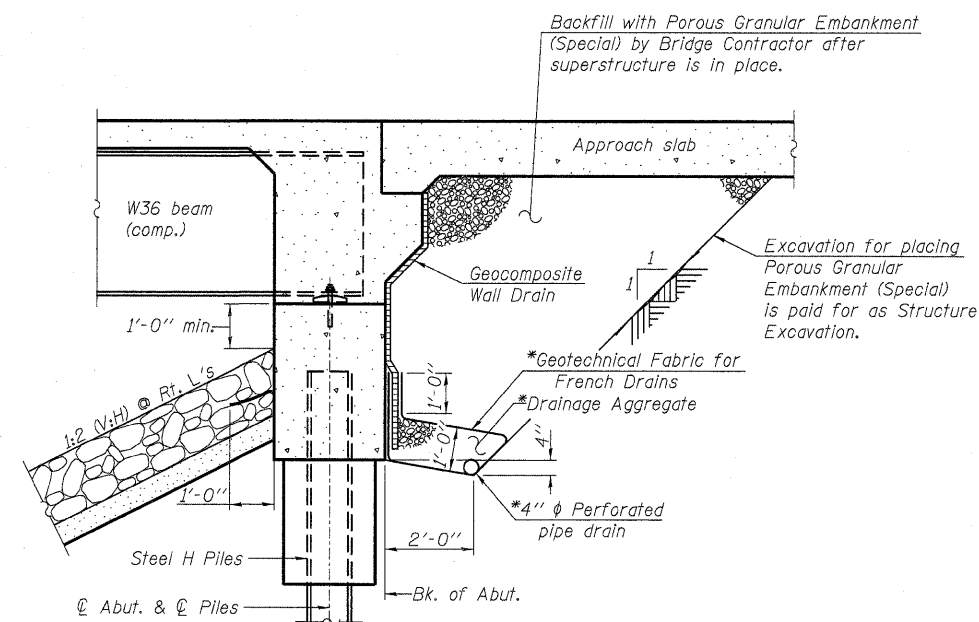 Backfill with Porous Granular Embankment
(Special) by Bridge Contractor after
superstructure is in place.
Approach slab
W36 beam
(comp.)
Geocomposite
Wall Drain
1
1
Excavation for placing
Porous Granular
Embankment (Special)
is paid for as Structure
Excavation.
1'-0" min.
*Geotechnical Fabric for
French Drains
*Drainage Aggregate
1'-0"
1'-0"
4"
1:2 (V:H) @ Rt. L's
1'-0"
*4" ϕ Perforated
pipe drain
2'-0"
Steel H Piles
Bk. of Abut.
℄ Abut. & ℄ Piles